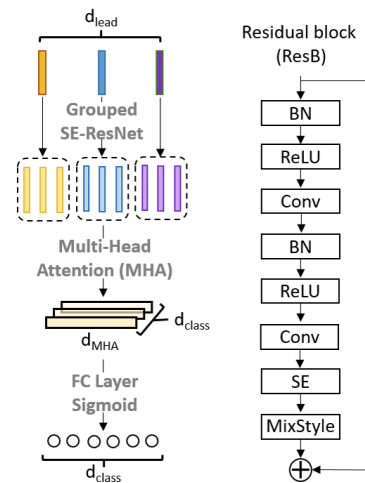 d_lead
Grouped
SE-ResNet
Multi-Head
Attention (MHA)
d_class
d_MHA
FC Layer
Sigmoid
d_class
Residual block
(ResB)
BN
ReLU
Conv
BN
ReLU
Conv
SE
MixStyle